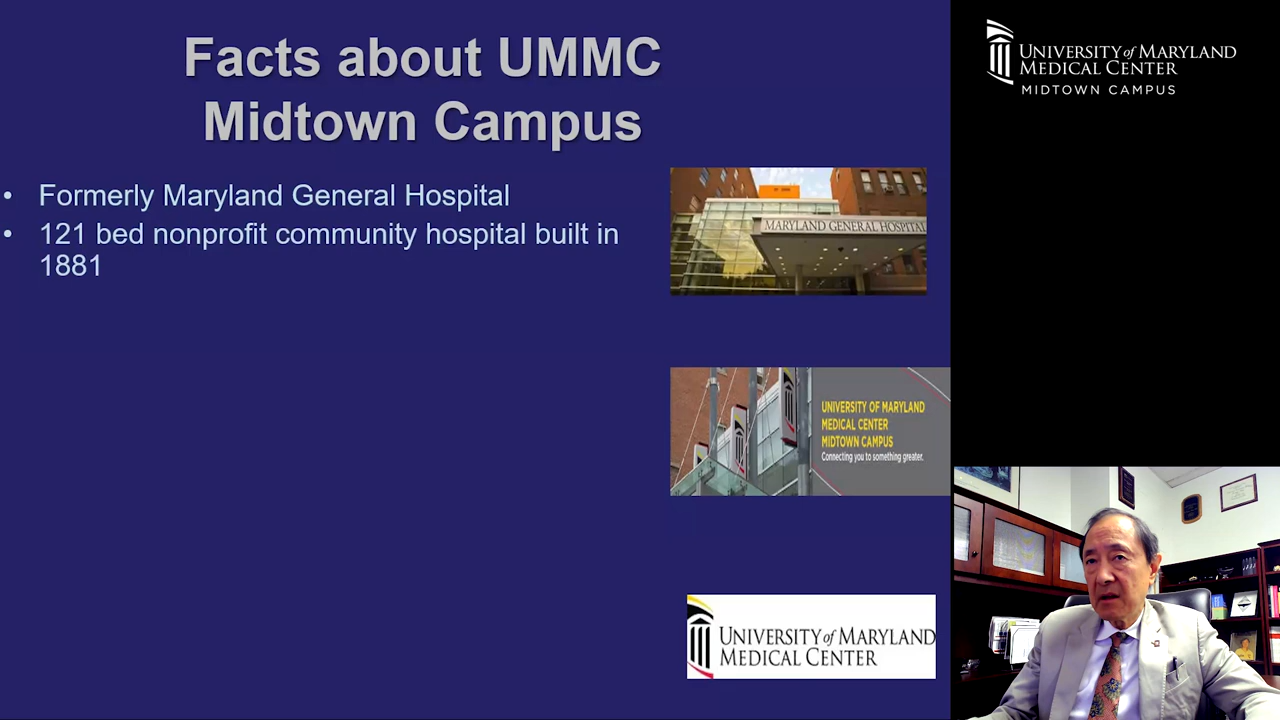 Facts about UMMC
Midtown Campus
• Formerly Maryland General Hospital
• 121 bed nonprofit community hospital built in
1881
MARYLAND GENERAL HOSPITAL
UNIVERSITY OF MARYLAND
MEDICAL CENTER
MIDTOWN CAMPUS
Connecting you to something greater.
UNIVERSITY of MARYLAND
MEDICAL CENTER
UNIVERSITY of MARYLAND
MEDICAL CENTER
MIDTOWN CAMPUS